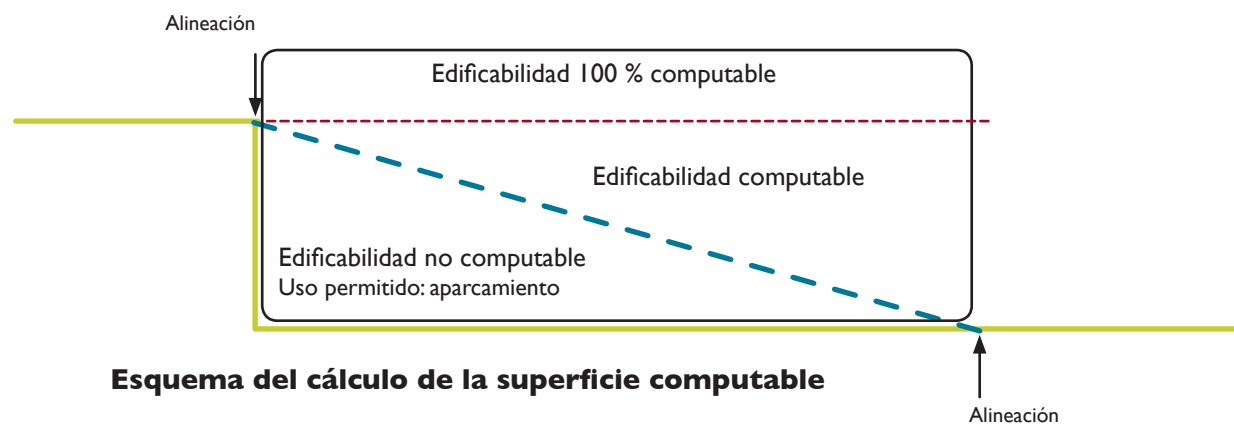 Alineación
Edificabilidad 100 % computable
Edificabilidad computable
Edificabilidad no computable
Uso permitido: aparcamiento
Esquema del cálculo de la superficie computable
Alineación